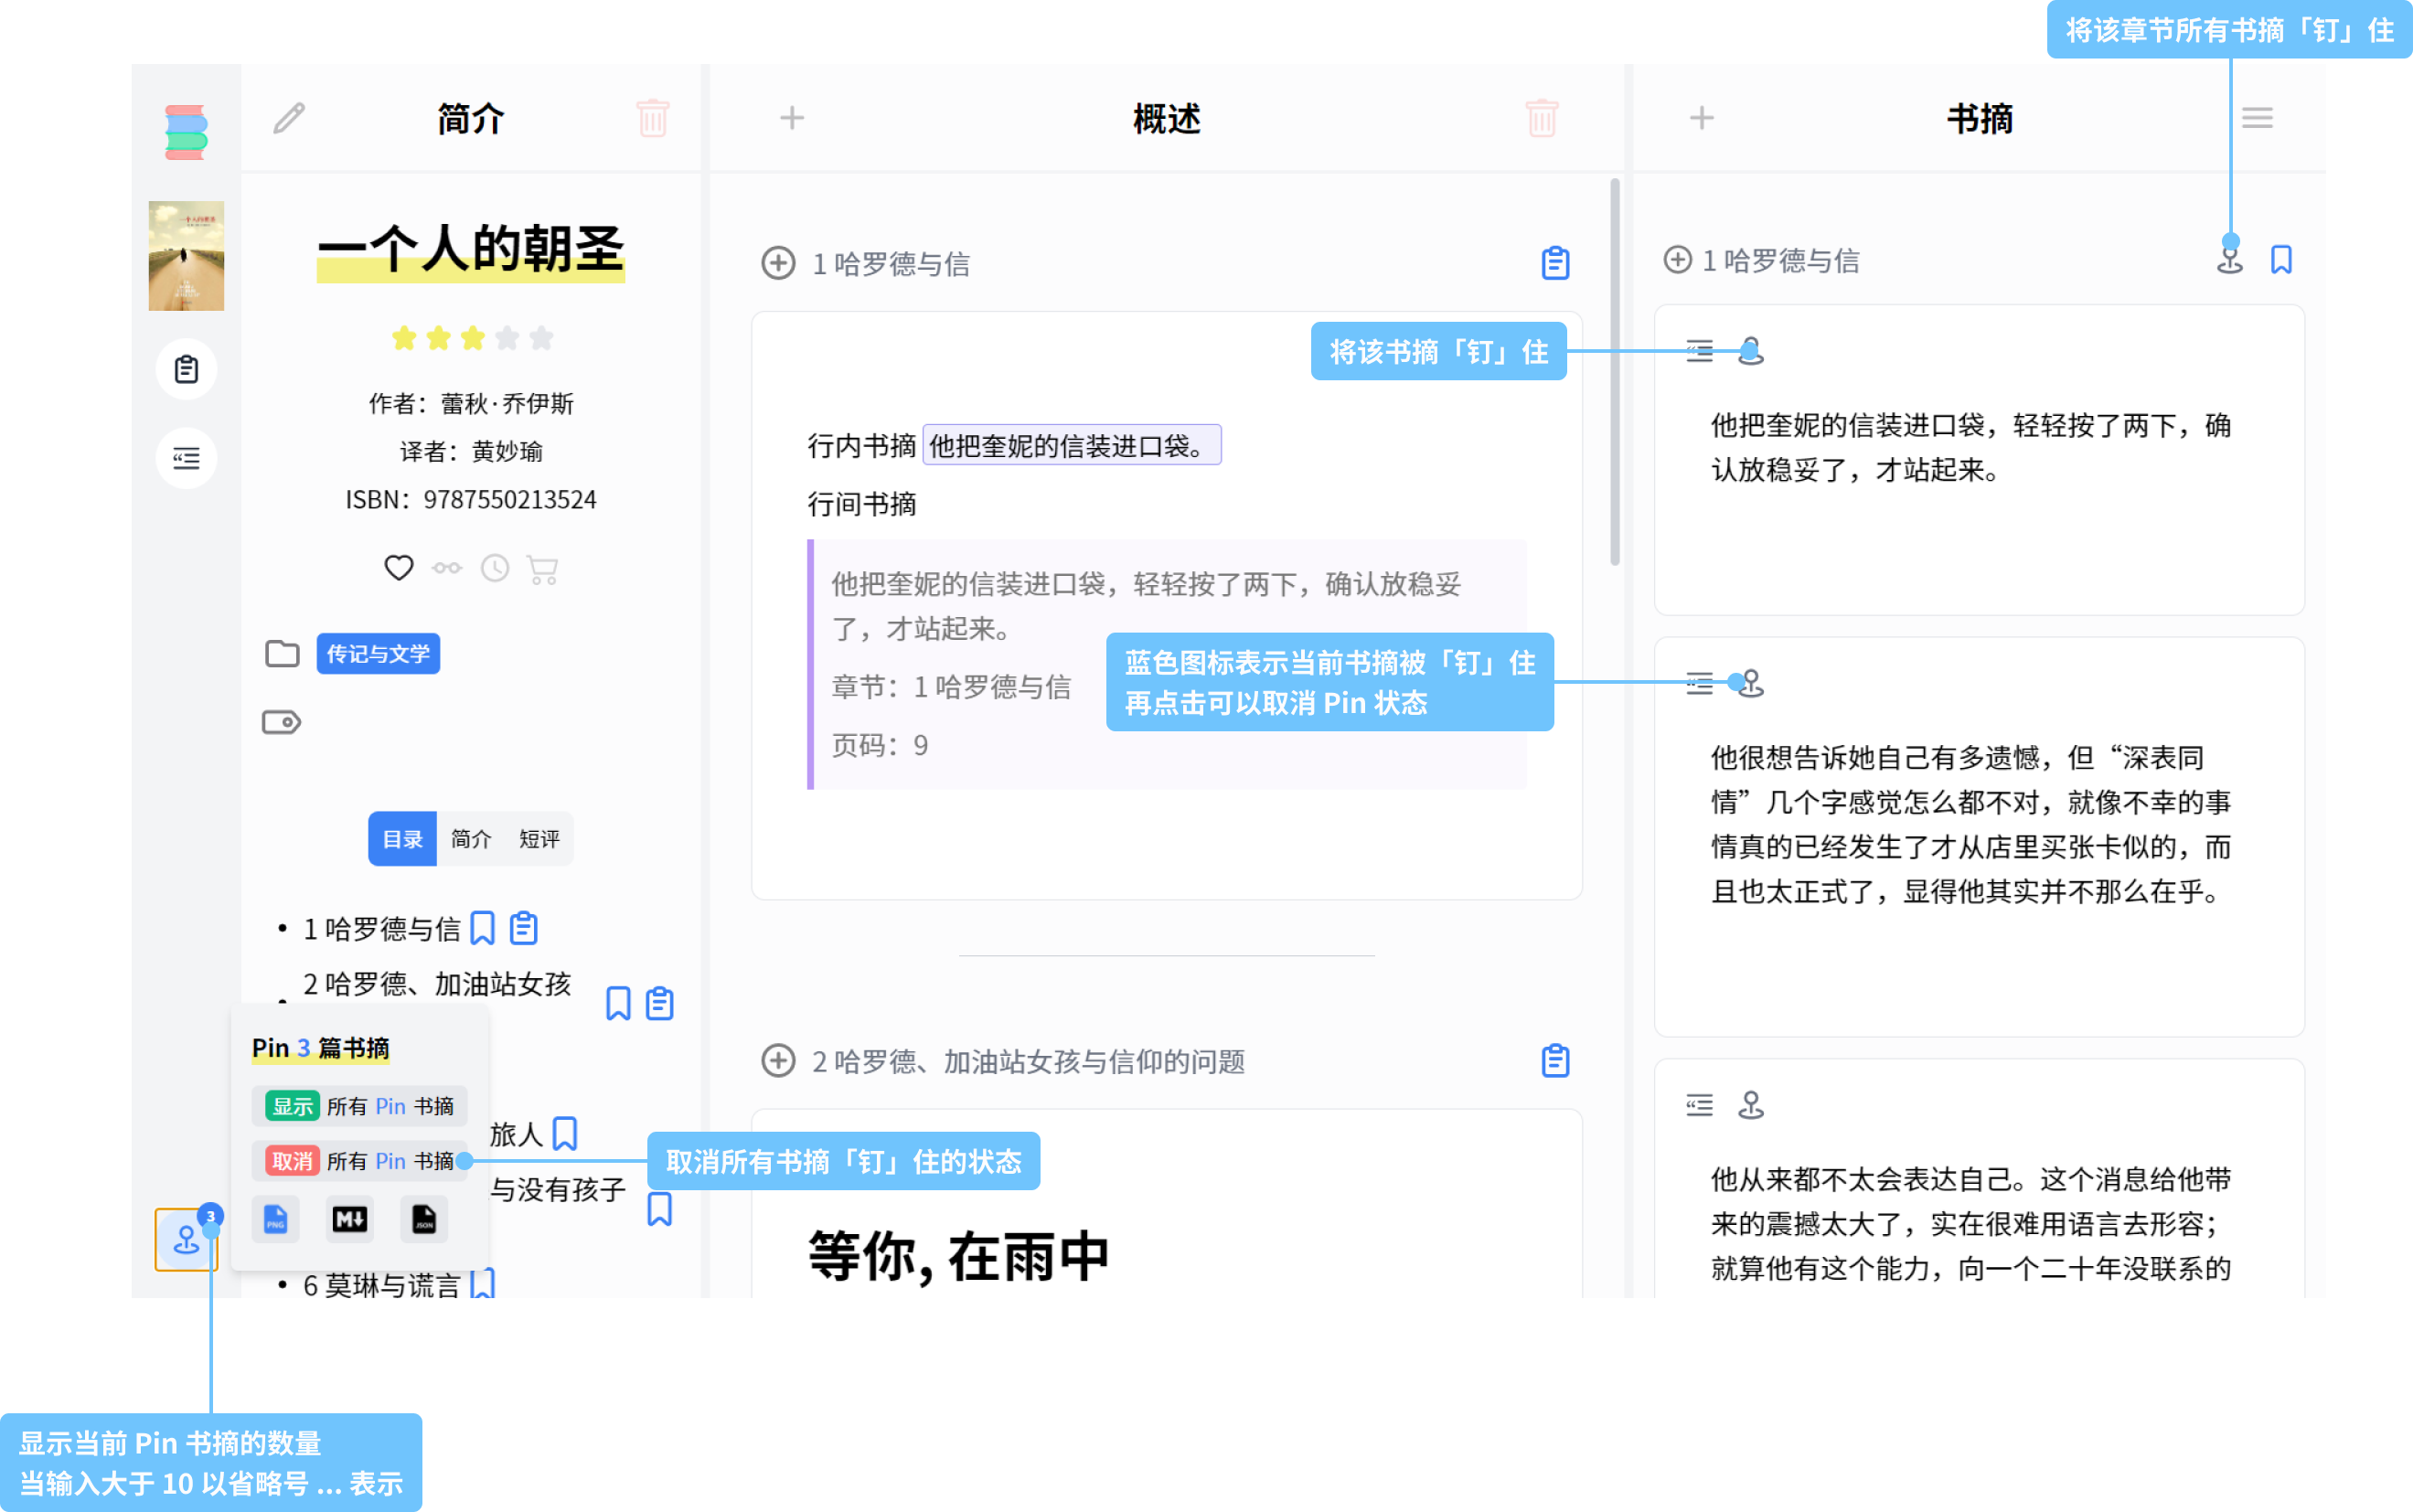 将该章节所有书摘「钉」住
简介
概述
书摘
一个人的朝圣
作者：蕾秋·乔伊斯
译者：黄妙瑜
ISBN：9787550213524
传记与文学
目录
简介
短评
1 哈罗德与信
2 哈罗德、加油站女孩
旅人
与没有孩子
6 莫琳与谎言
Pin 3 篇书摘
显示 所有 Pin 书摘
取消 所有 Pin 书摘
PNG
M
JSON
3
取消所有书摘「钉」住的状态
显示当前 Pin 书摘的数量
当输入大于 10 以省略号 ... 表示
1 哈罗德与信
将该书摘「钉」住
行内书摘 他把奎妮的信装进口袋。
行间书摘
他把奎妮的信装进口袋，轻轻按了两下，确认放稳妥
了，才站起来。
章节：1 哈罗德与信
页码：9
蓝色图标表示当前书摘被「钉」住
再点击可以取消 Pin 状态
2 哈罗德、加油站女孩与信仰的问题
等你，在雨中
1 哈罗德与信
他把奎妮的信装进口袋，轻轻按了两下，确
认放稳妥了，才站起来。
他很想告诉她自己有多遗憾，但“深表同
情”几个字感觉怎么都不对，就像不幸的事
情真的已经发生了才从店里买张卡似的，而
且也太正式了，显得他其实并不那么在乎。
他从来都不太会表达自己。这个消息给他带
来的震撼太大了，实在很难用语言去形容；
就算他有这个能力，向一个二十年没联系的